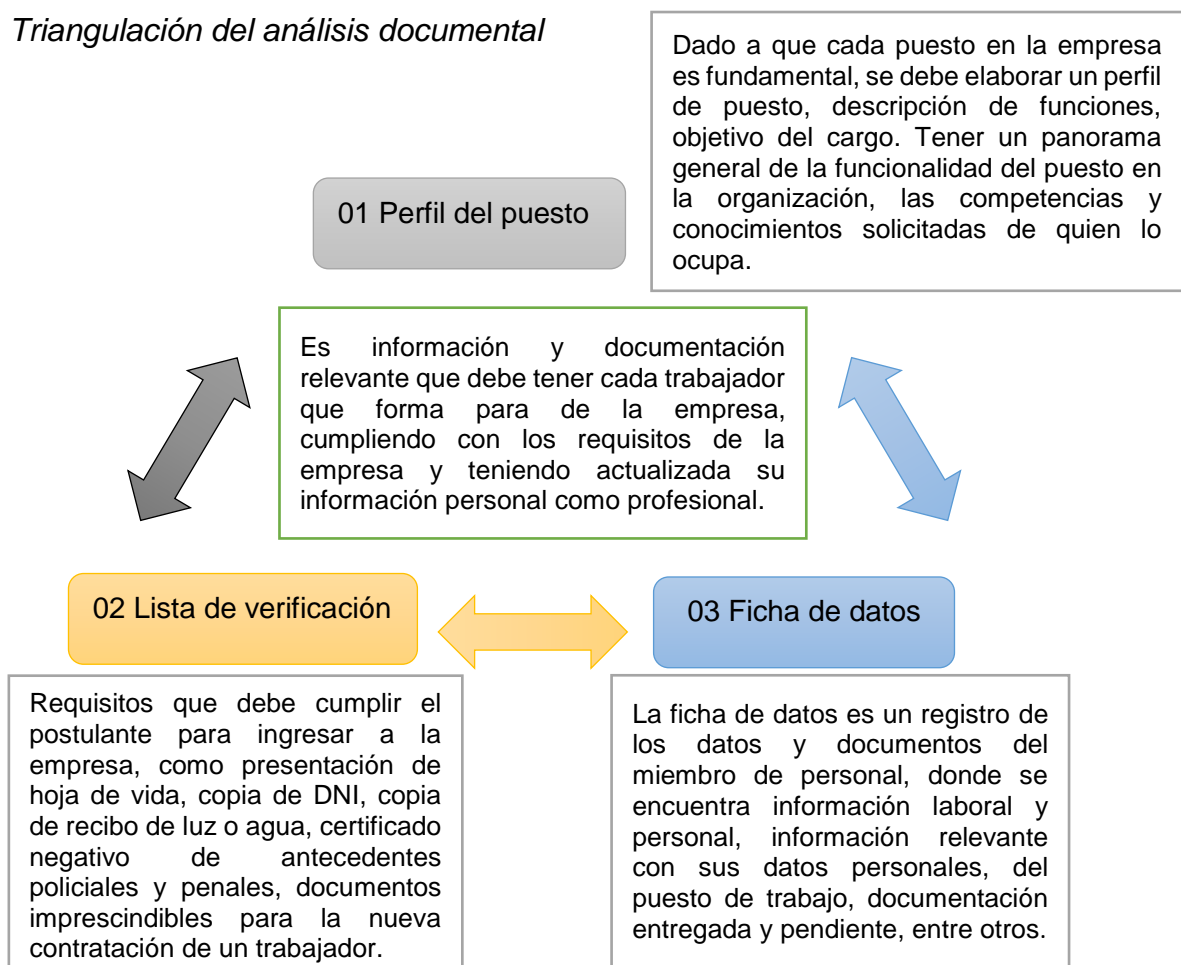 Triangulación del análisis documental
Dado a que cada puesto en la empresa
es fundamental, se debe elaborar un perfil
de puesto, descripción de funciones,
objetivo del cargo. Tener un panorama
general de la funcionalidad del puesto en
la organización, las competencias y
conocimientos solicitadas de quien lo
ocupa.
01 Perfil del puesto
Es información y documentación
relevante que debe tener cada trabajador
que forma para de la empresa,
cumpliendo con los requisitos de la
empresa y teniendo actualizada su
información personal como profesional.
02 Lista de verificación
Requisitos que debe cumplir el
postulante para ingresar a la
empresa, como presentación de
hoja de vida, copia de DNI, copia
de recibo de luz o agua, certificado
negativo de antecedentes
policiales y penales, documentos
imprescindibles para la nueva
contratación de un trabajador.
03 Ficha de datos
La ficha de datos es un registro de
los datos y documentos del
miembro de personal, donde se
encuentra información laboral y
personal, información relevante
con sus datos personales, del
puesto de trabajo, documentación
entregada y pendiente, entre otros.